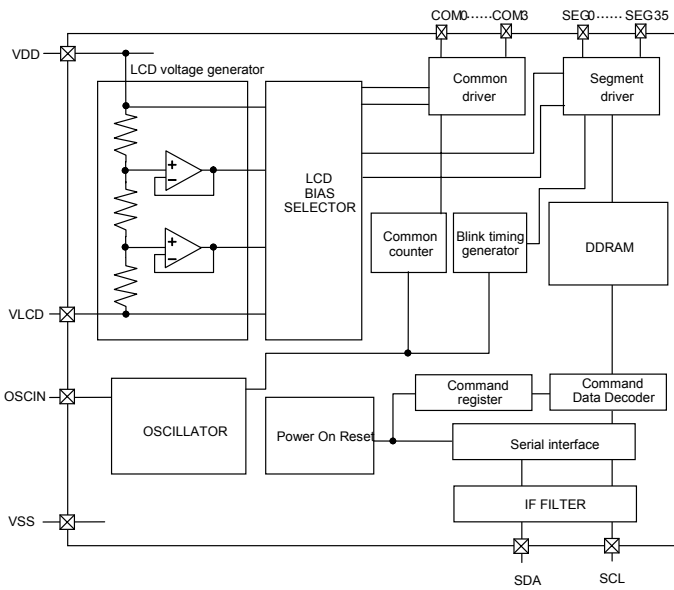 COM0......COM3
SEG0......SEG35
VDD
LCD voltage generator
Common
driver
Segment
driver
+
−
LCD
BIAS
SELECTOR
Common
counter
Blink timing
generator
DDRAM
+
−
VLCD
OSCIN
OSCILLATOR
Power On Reset
Command
register
Command
Data Decoder
Serial interface
IF FILTER
VSS
SDA
SCL